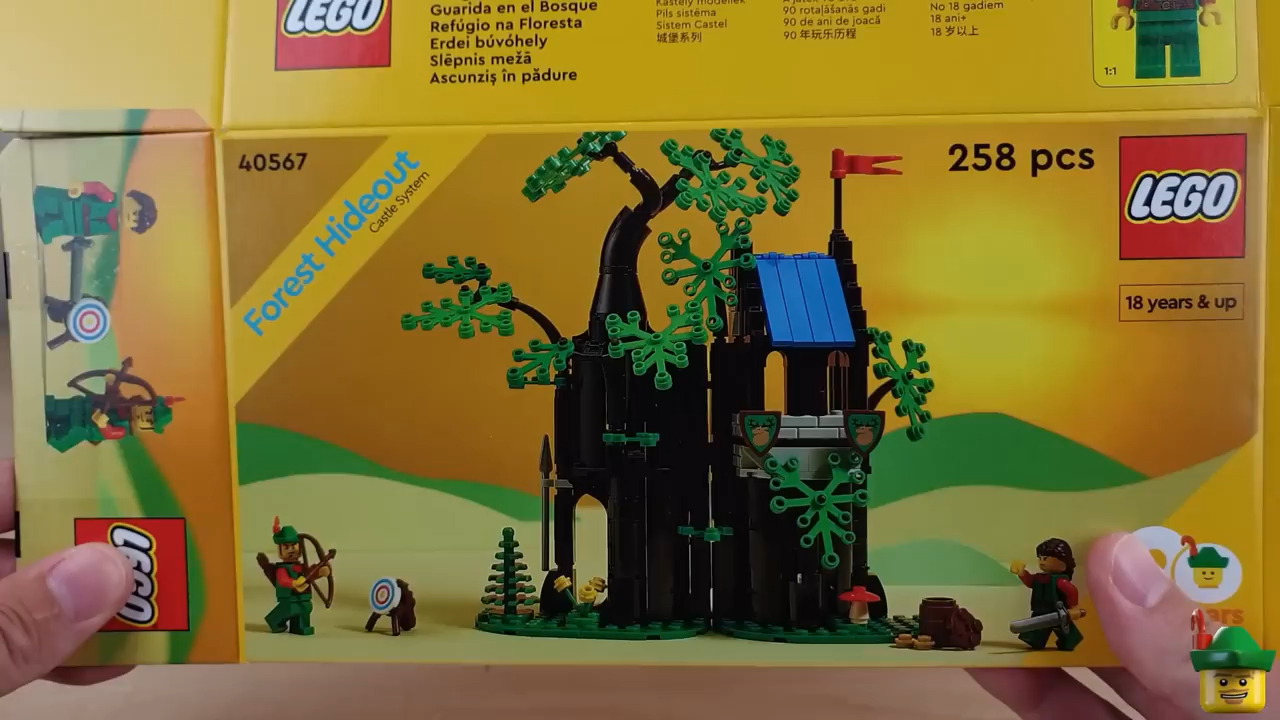 LEGO
Guarida en el Bosque
Refúgio na Floresta
Erdei búvóhely
Slēpnis mežā
Ascunziş în pădure
Pils sistēma
Sistem Castel
城堡系列
90 rotaļāšanās gadi
90 de ani de joacă
90 年玩乐历程
No 18 gadiem
18 ani+
18 岁以上
1:1
40567
Forest Hideout
Castle System
258 pcs
LEGO
18 years & up
LEGO